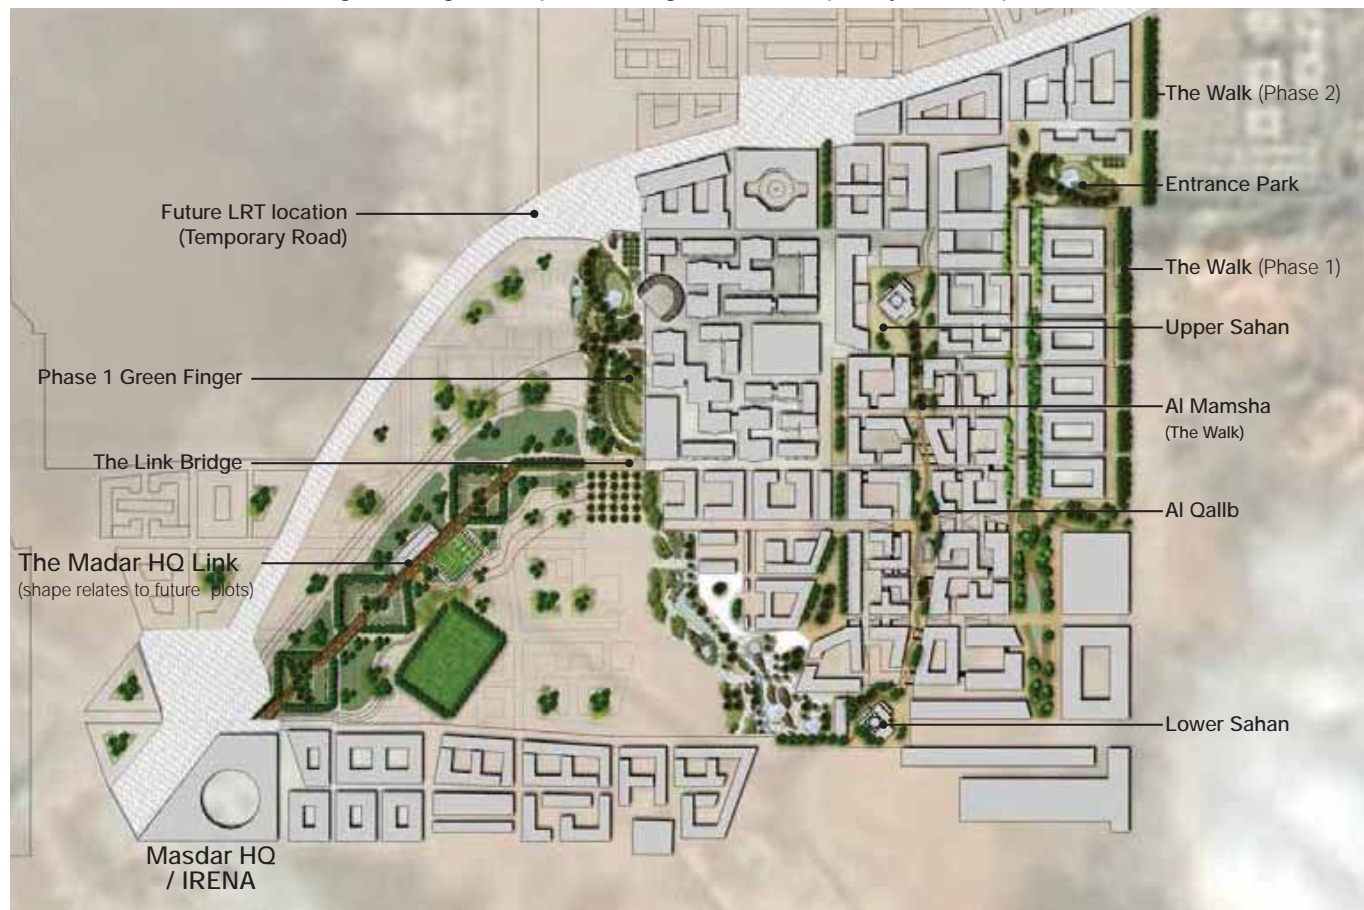 The Walk (Phase 2)
Entrance Park
Future LRT location
(Temporary Road)
The Walk (Phase 1)
Upper Sahan
Phase 1 Green Finger
Al Mamsha
(The Walk)
The Link Bridge
Al Qallb
The Madar HQ Link
(shape relates to future plots)
Lower Sahan
Masdar HQ
/ IRENA